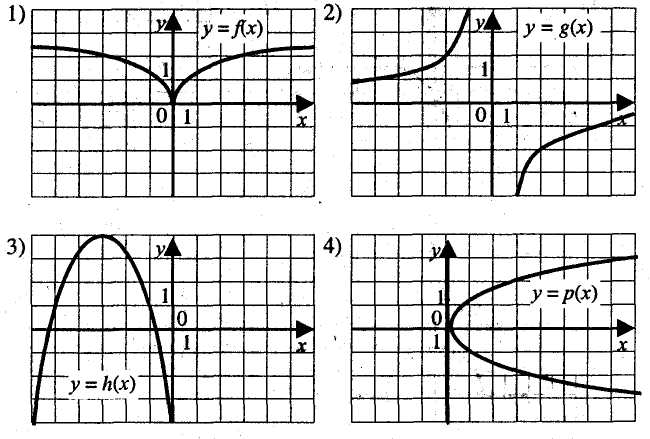 1)
y
y = f(x)
1
0
1
x
2)
y
y = g(x)
1
0
1
x
3)
y
1
0
1
x
y = h(x)
4)
y
1
0
1
y = p(x)
x